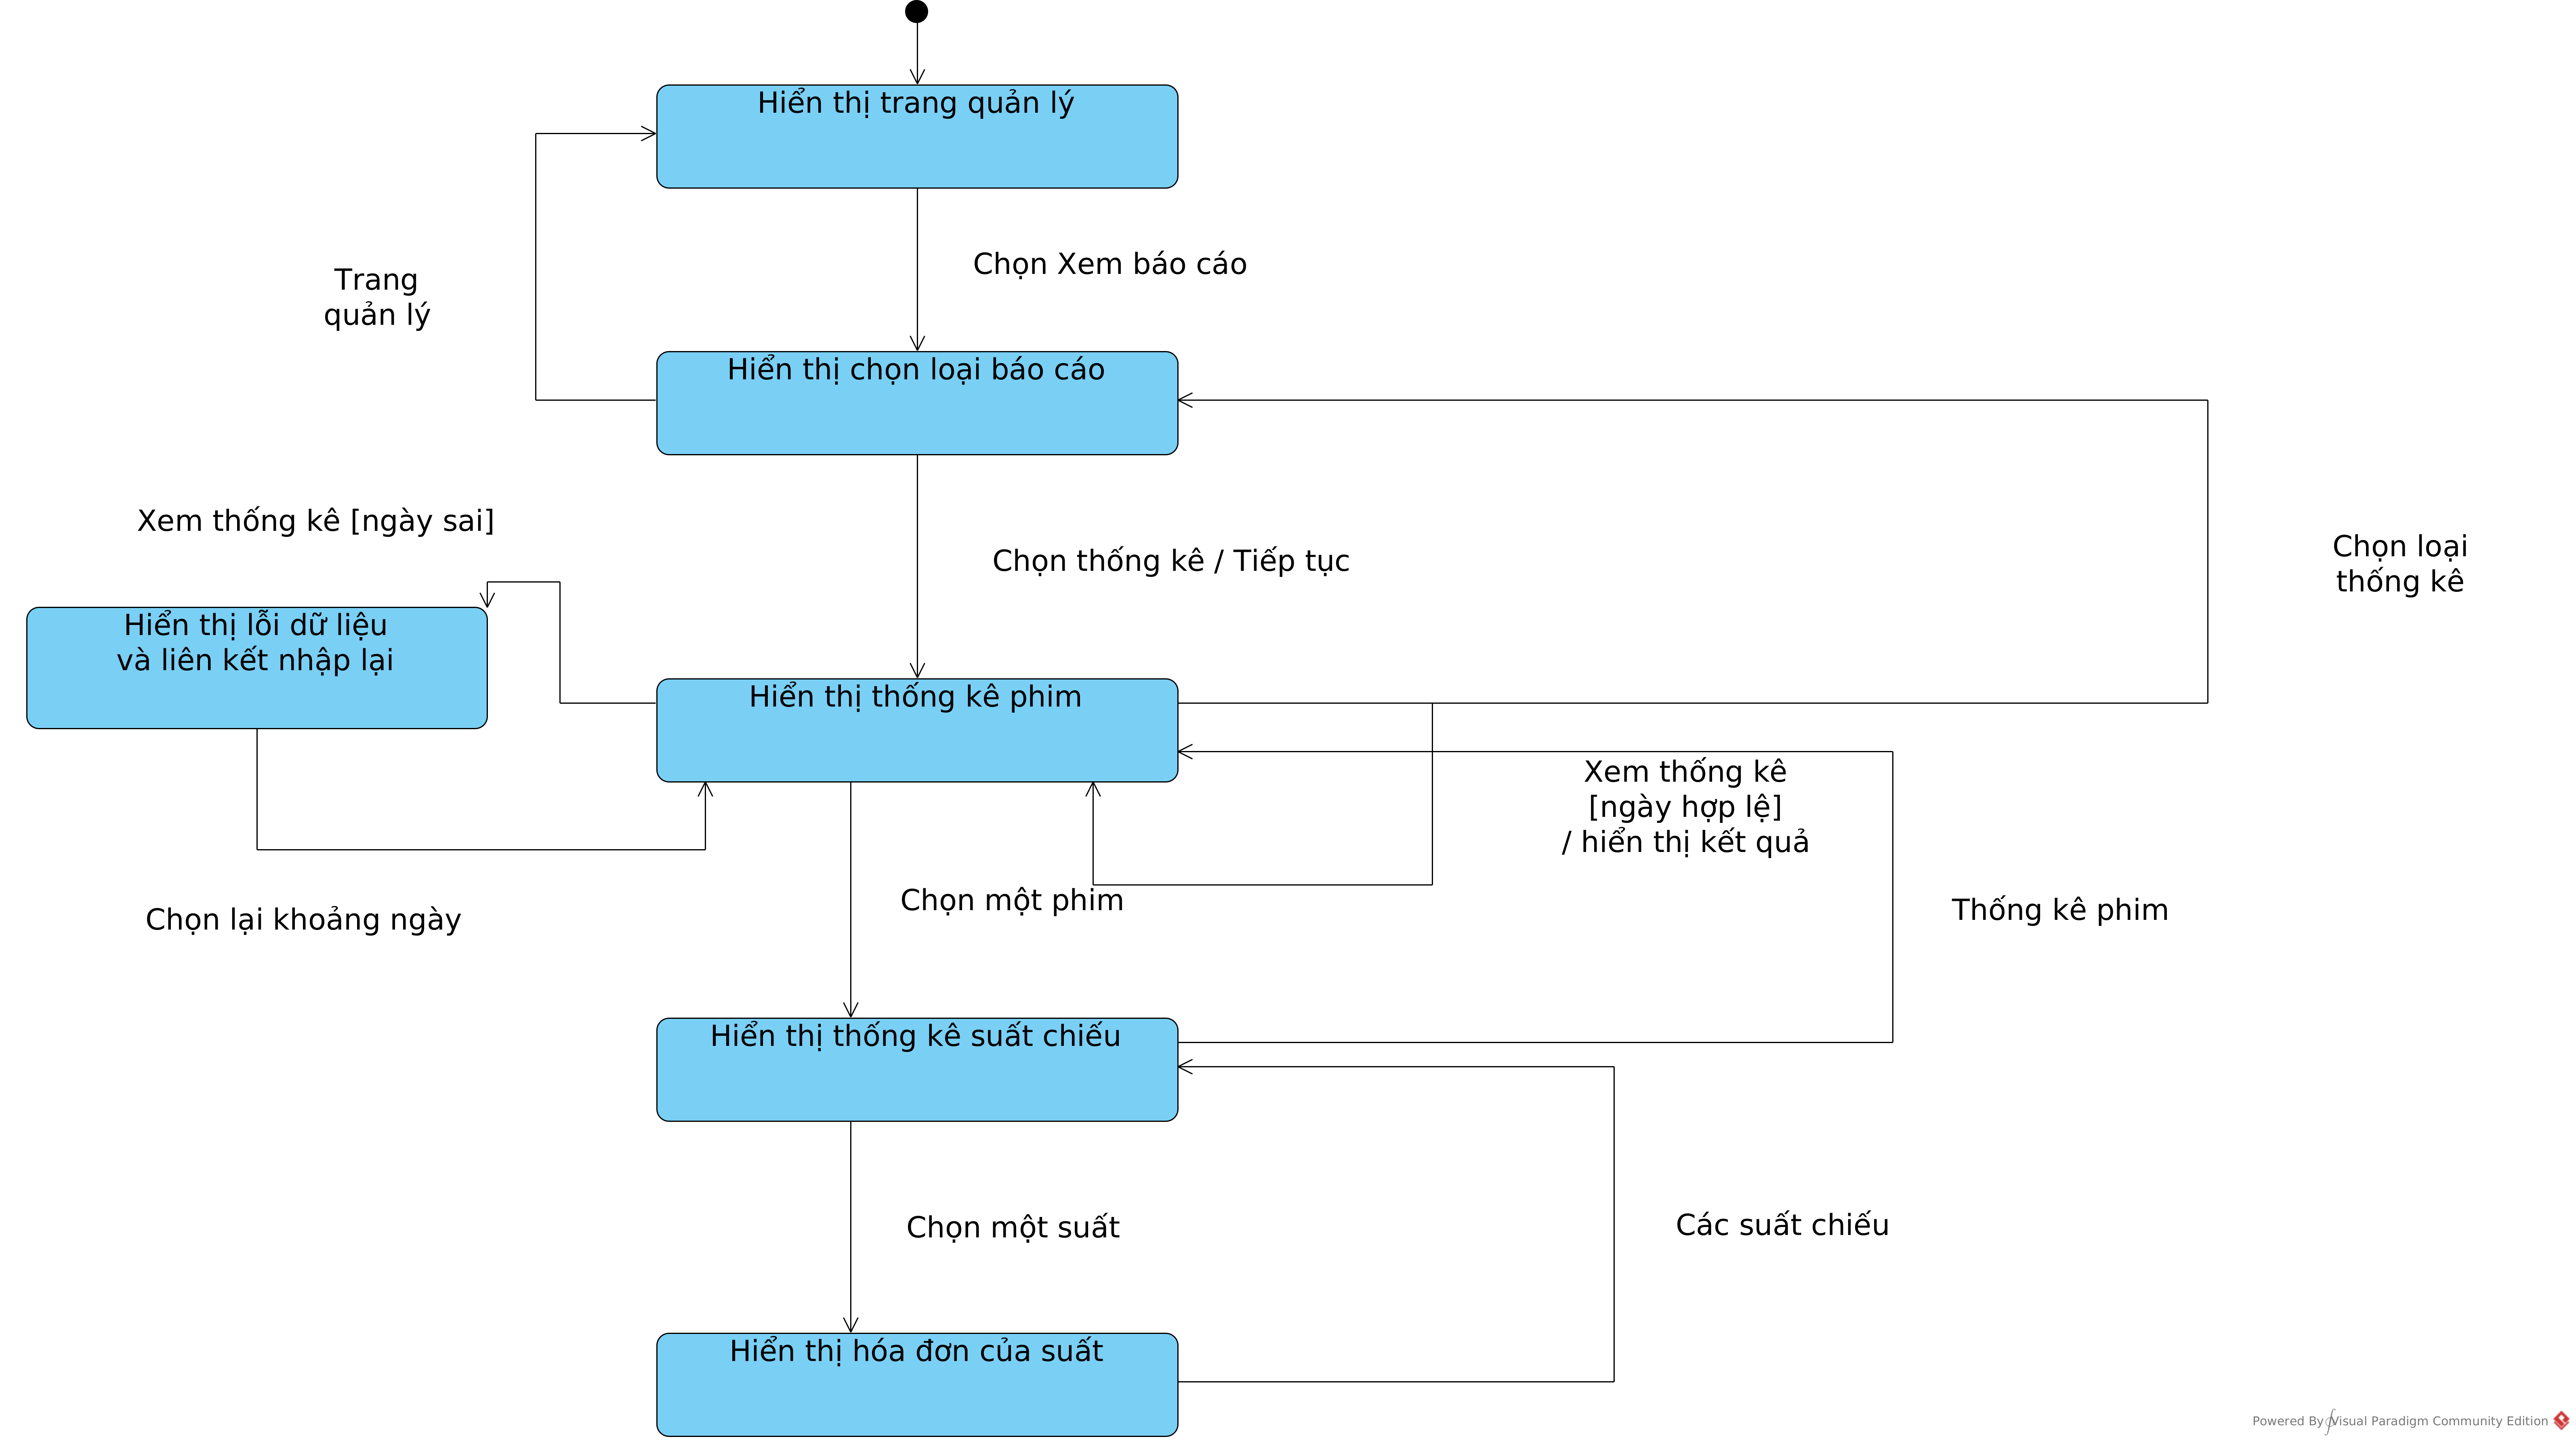 Hiển thị trang quản lý
Chọn Xem báo cáo
Trang
quản lý
Hiển thị chọn loại báo cáo
Xem thống kê [ngày sai]
Chọn thống kê / Tiếp tục
Chọn loại
thống kê
Hiển thị lỗi dữ liệu
và liên kết nhập lại
Hiển thị thống kê phim
Xem thống kê
[ngày hợp lệ]
/ hiển thị kết quả
Chọn một phim
Chọn lại khoảng ngày
Thống kê phim
Hiển thị thống kê suất chiếu
Chọn một suất
Các suất chiếu
Hiển thị hóa đơn của suất
Powered By Visual Paradigm Community Edition